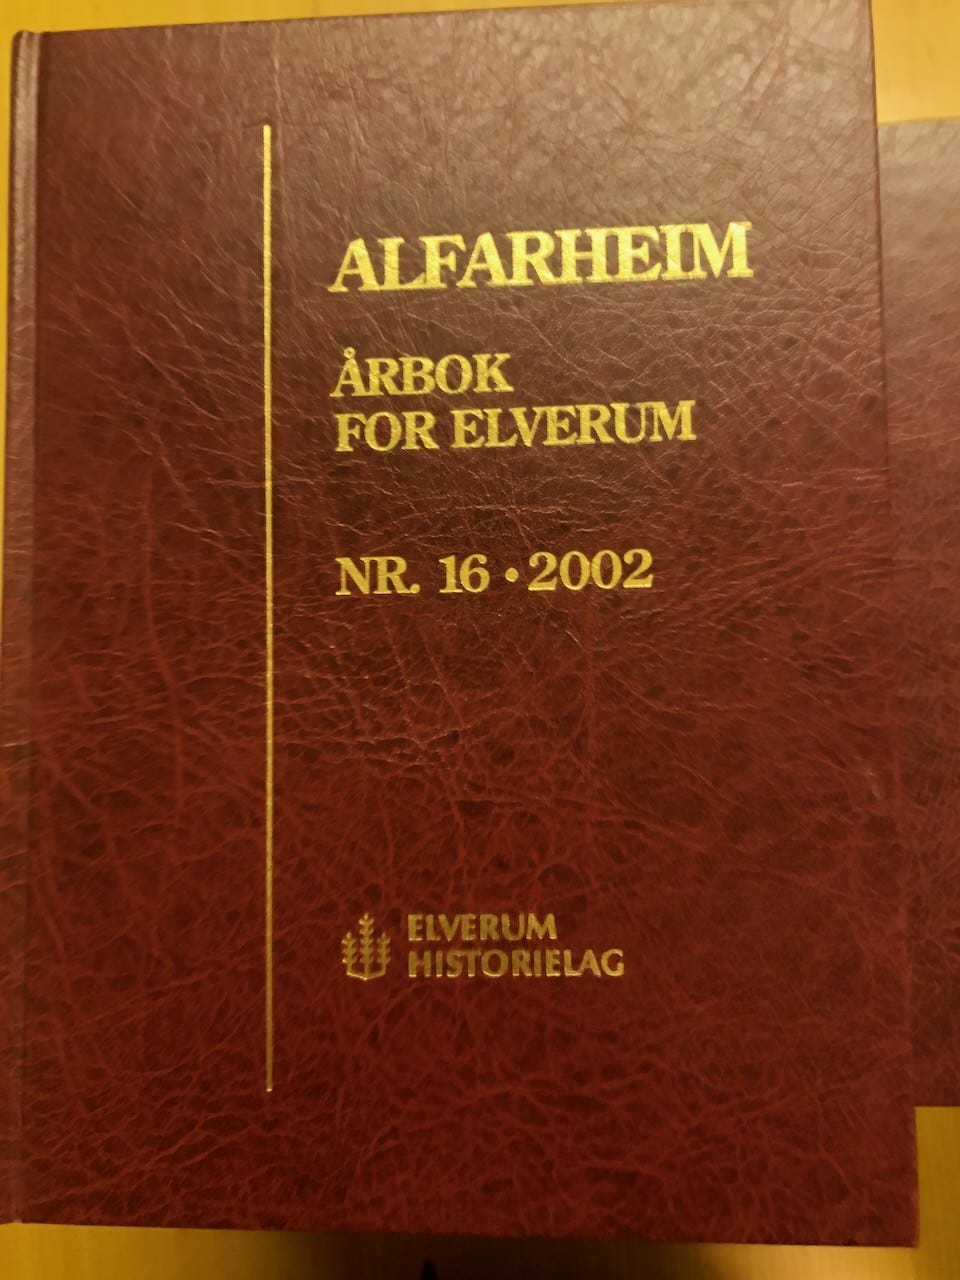 ALFARHEIM
ÅRBOK
FOR ELVERUM
NR. 16 • 2002
ELVERUM
HISTORIELAG